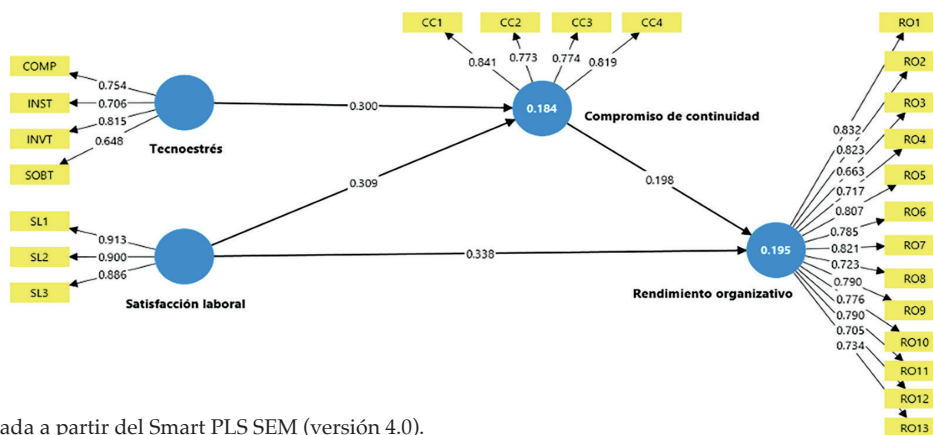 CC1 CC2 CC3 CC4
0.841 0.773 0.774 0.819
COMP
INST
INVT
SOBT
0.754
0.706
0.815
0.648
Tecnoestrés
0.300
0.184
Compromiso de continuidad
0.309
0.198
SL1
SL2
SL3
0.913
0.900
0.886
Satisfacción laboral
0.338
0.195
Rendimiento organizativo
0.832
0.823
0.663
0.717
0.807
0.785
0.821
0.723
0.790
0.776
0.790
0.705
0.734
RO1
RO2
RO3
RO4
RO5
RO6
RO7
RO8
RO9
RO10
RO11
RO12
RO13
ada a partir del Smart PLS SEM (versión 4.0).